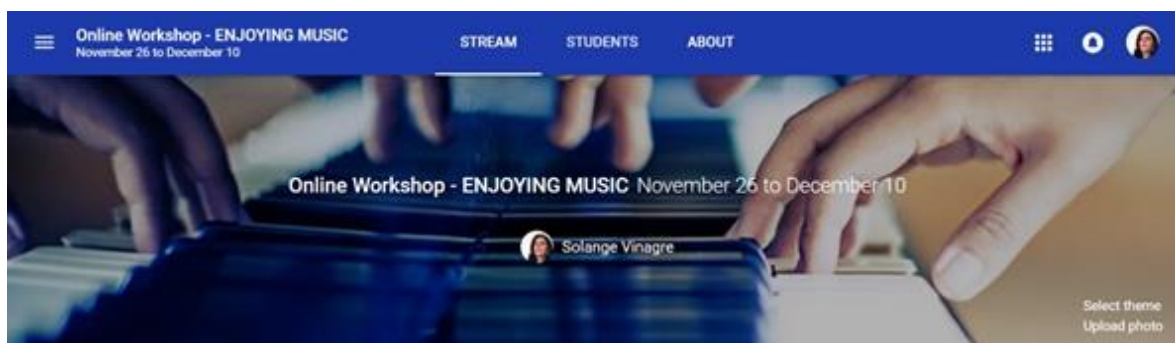 Online Workshop - ENJOYING MUSIC
November 26 to December 10
STREAM
STUDENTS
ABOUT
Online Workshop - ENJOYING MUSIC November 26 to December 10
Solange Vinagre
Select theme
Upload photo